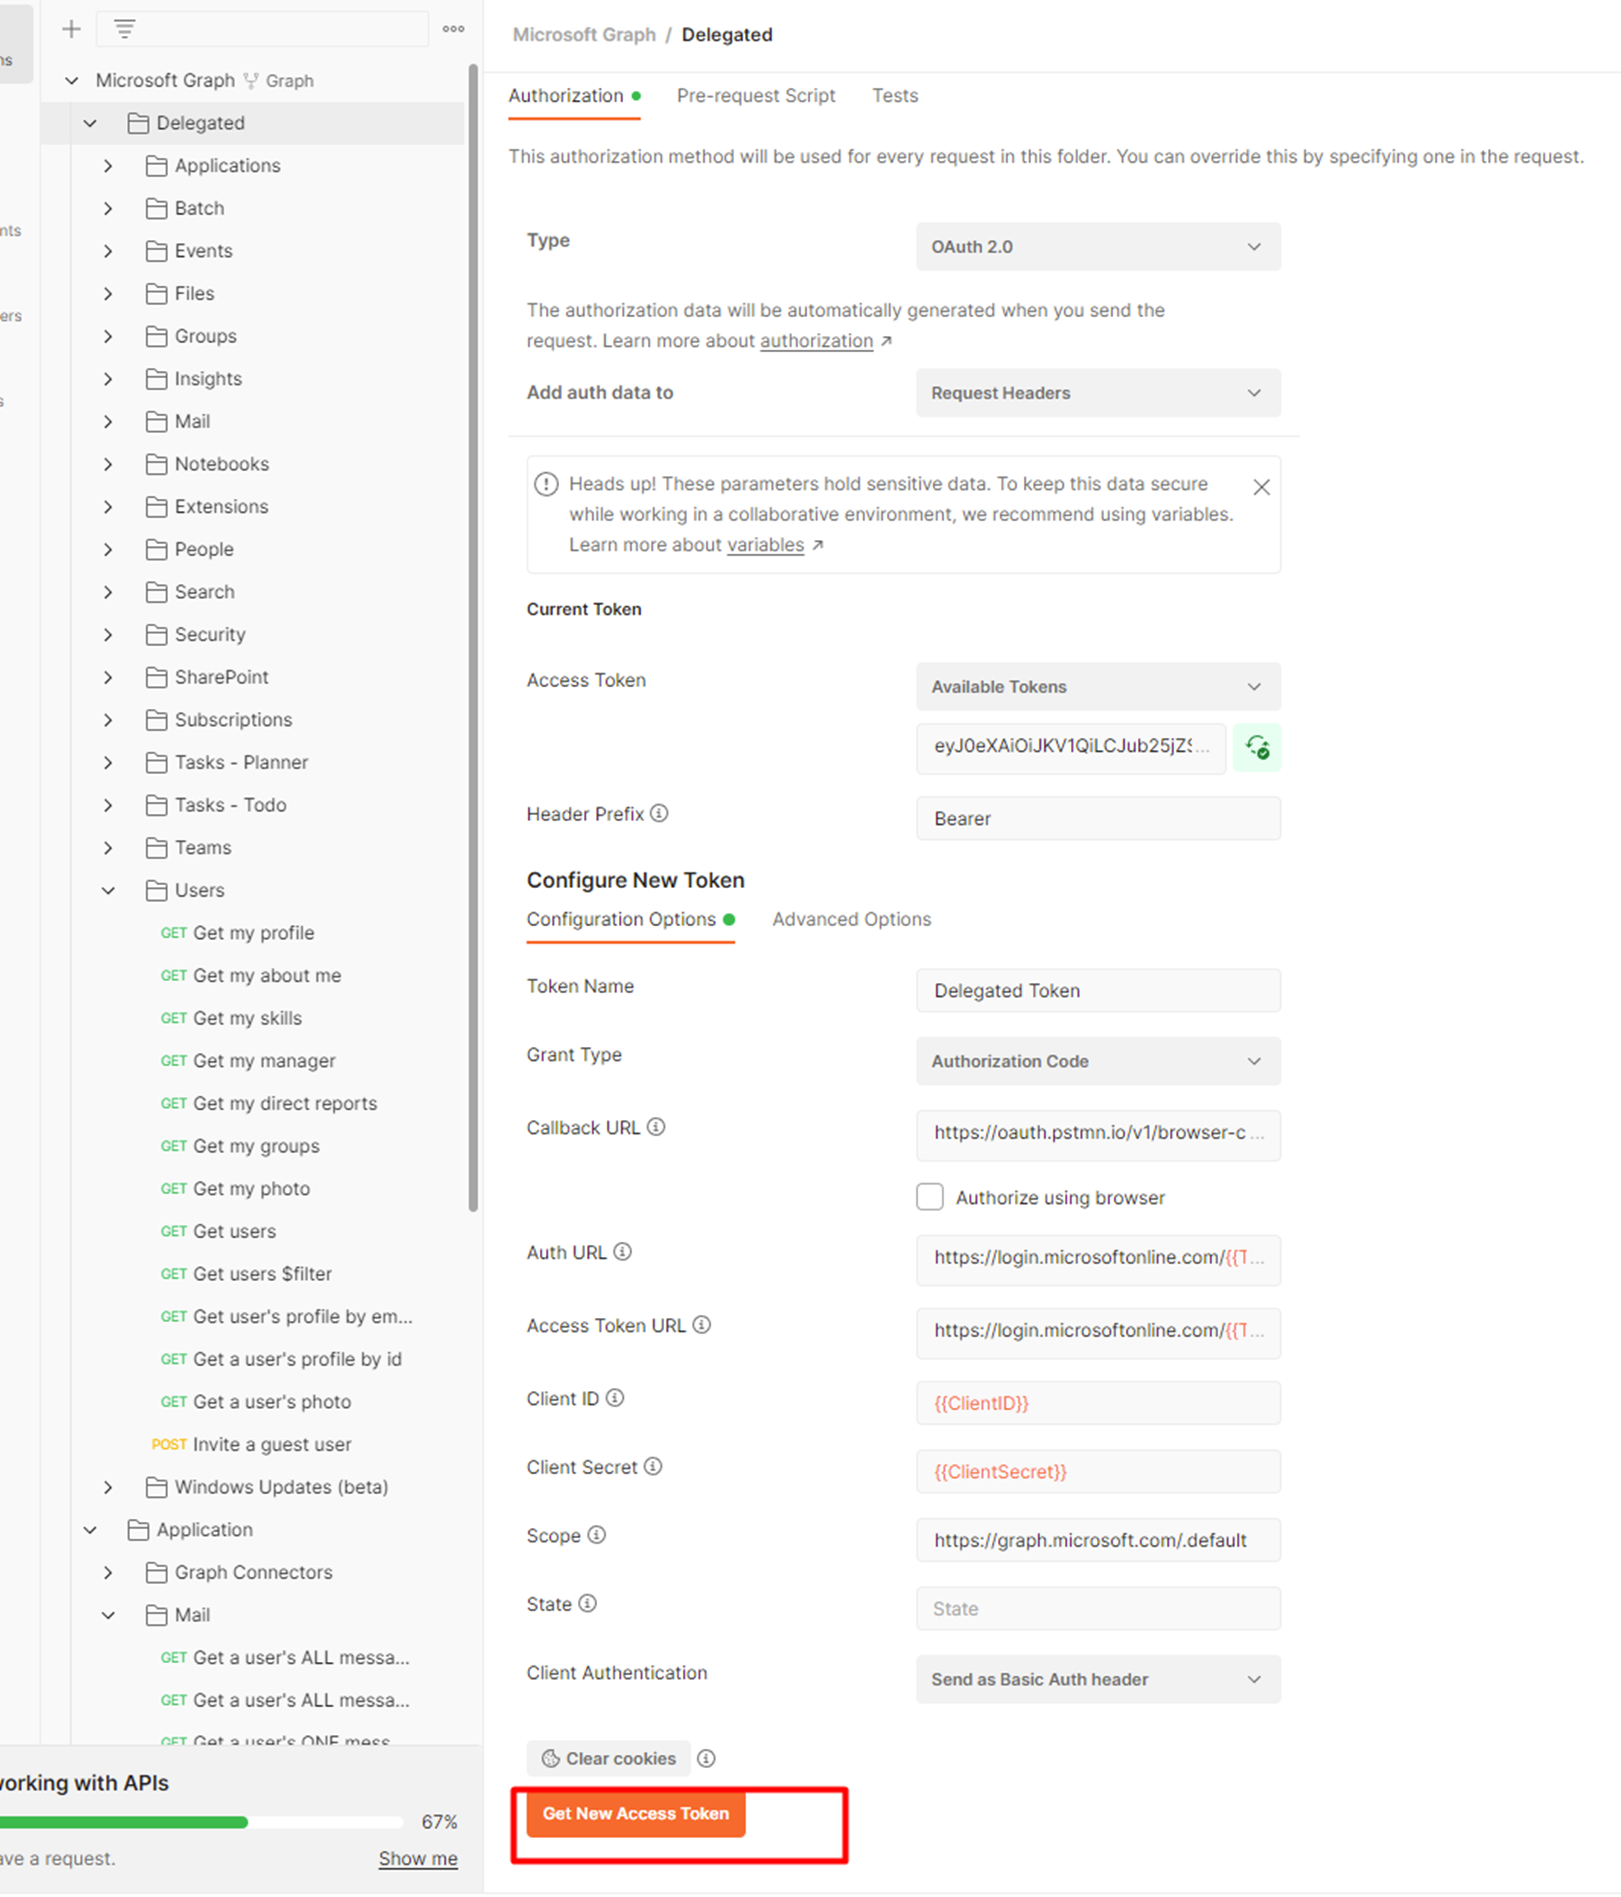 ns
nts
ers
s
Microsoft Graph Graph
Delegated
Applications
Batch
Events
Files
Groups
Insights
Mail
Notebooks
Extensions
People
Search
Security
SharePoint
Subscriptions
Tasks - Planner
Tasks - Todo
Teams
Users
GET Get my profile
GET Get my about me
GET Get my skills
GET Get my manager
GET Get my direct reports
GET Get my groups
GET Get my photo
GET Get users
GET Get users $filter
GET Get user's profile by em...
GET Get a user's profile by id
GET Get a user's photo
POST Invite a guest user
Windows Updates (beta)
Application
Graph Connectors
Mail
GET Get a user's ALL messa...
GET Get a user's ALL messa...
GET Get a user's ONE mess
working with APIs
67%
ave a request.
Show me
Microsoft Graph / Delegated
Authorization Pre-request Script Tests
This authorization method will be used for every request in this folder. You can override this by specifying one in the request.
Type OAuth 2.0
The authorization data will be automatically generated when you send the
request. Learn more about authorization ↗
Add auth data to Request Headers
Heads up! These parameters hold sensitive data. To keep this data secure
while working in a collaborative environment, we recommend using variables.
Learn more about variables ↗
Current Token
Access Token Available Tokens
eyJ0eXAiOiJKV1QiLCJub25jZS...
Header Prefix Bearer
Configure New Token
Configuration Options Advanced Options
Token Name Delegated Token
Grant Type Authorization Code
Callback URL https://oauth.pstmn.io/v1/browser-c...
Authorize using browser
Auth URL https://login.microsoftonline.com/{{T...
Access Token URL https://login.microsoftonline.com/{{T...
Client ID {{ClientID}}
Client Secret {{ClientSecret}}
Scope https://graph.microsoft.com/.default
State State
Client Authentication Send as Basic Auth header
Clear cookies
Get New Access Token